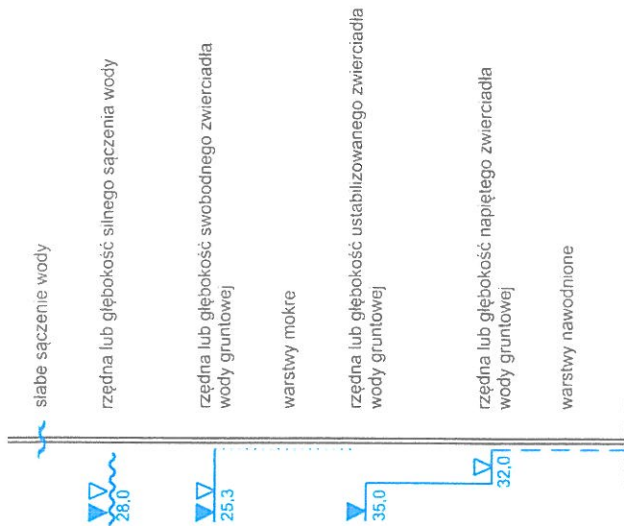 słabe sączenie wody
28,0
rzędna lub głębokość silnego sączenia wody
25,3
rzędna lub głębokość swobodnego zwierciadła
wody gruntowej
warstwy mokre
35,0
rzędna lub głębokość ustabilizowanego zwierciadła
wody gruntowej
32,0
rzędna lub głębokość napiętego zwierciadła
wody gruntowej
warstwy nawodnione